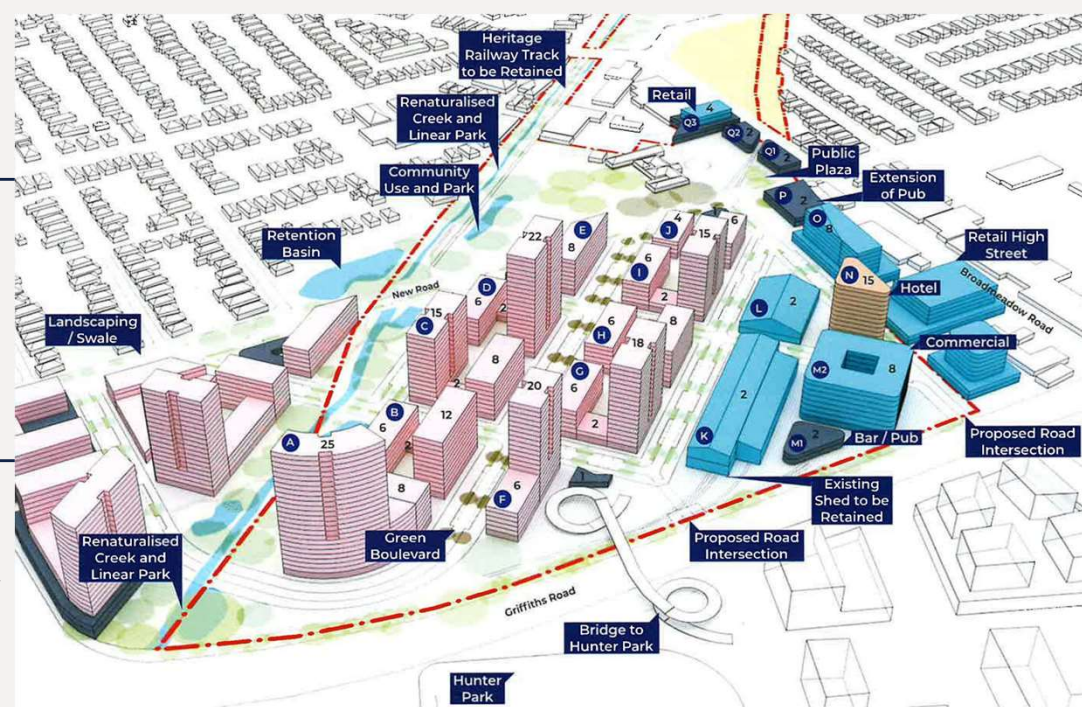 Heritage
Railway Track
to be Retained
Renaturalised
Creek and
Linear Park
Community
Use and Park
Retention
Basin
New Road
Landscaping
/ Swale
Retail
4
Q3
Q2
2
Q1
2
Public
Plaza
Extension
of Pub
P
2
O
8
Retail High
Street
Broadmeadow Road
N
15
Hotel
Commercial
L
2
M2
8
K
2
M1
2
Bar / Pub
Proposed Road
Intersection
Existing
Shed to be
Retained
Proposed Road
Intersection
22
E
8
J
4
15
6
I
6
2
D
6
2
C
15
8
2
H
6
8
18
G
6
2
20
B
6
2
12
A
25
8
F
6
Green
Boulevard
Renaturalised
Creek and
Linear Park
Griffiths Road
Bridge to
Hunter Park
Hunter
Park